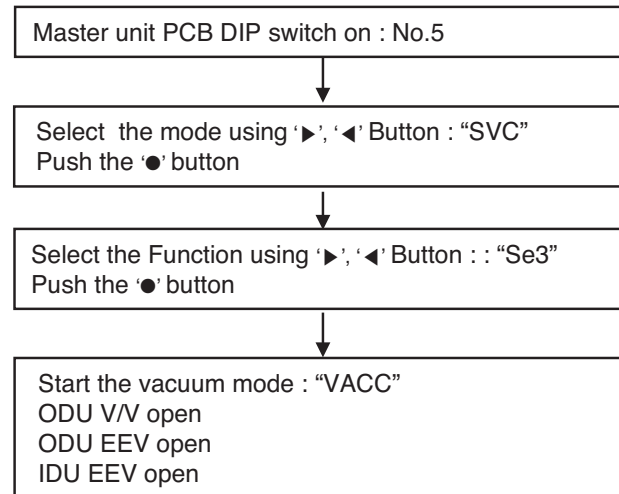 Master unit PCB DIP switch on : No.5
Select the mode using ‘▶’, ‘◀’ Button : “SVC”
Push the ‘●’ button
Select the Function using ‘▶’, ‘◀’ Button : : “Se3”
Push the ‘●’ button
Start the vacuum mode : “VACC”
ODU V/V open
ODU EEV open
IDU EEV open